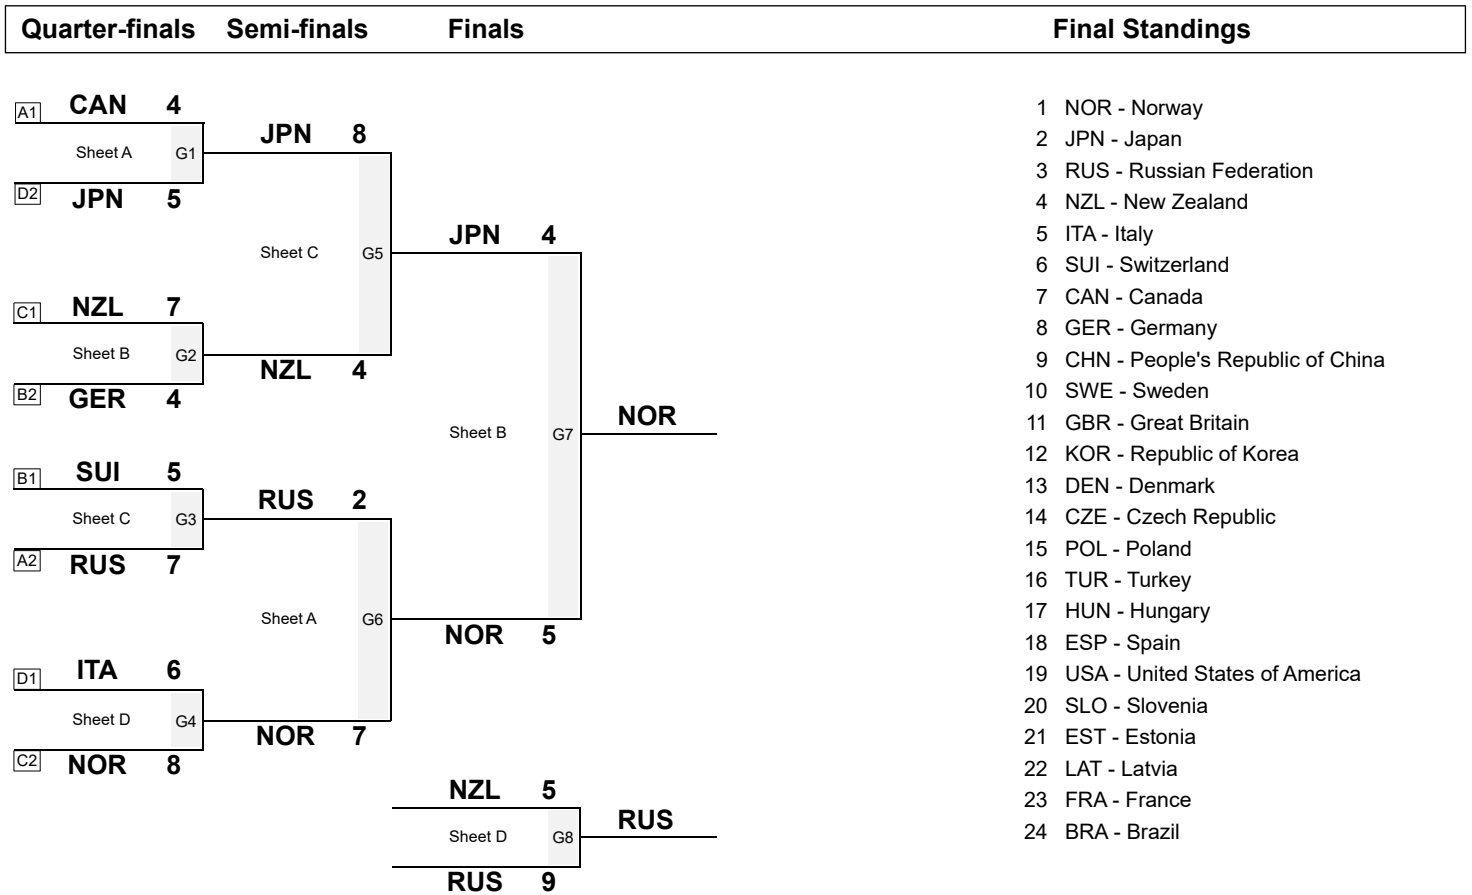 Quarter-finals Semi-finals Finals Final Standings
A1 CAN 4
Sheet A G1
D2 JPN 5
C1 NZL 7
Sheet B G2
B2 GER 4
B1 SUI 5
Sheet C G3
A2 RUS 7
D1 ITA 6
Sheet D G4
C2 NOR 8
JPN 8
Sheet C G5
NZL 4
RUS 2
Sheet A G6
NOR 7
JPN 4
Sheet B G7
NOR 5
NOR
NZL 5
Sheet D G8
RUS 9
RUS
1 NOR - Norway
2 JPN - Japan
3 RUS - Russian Federation
4 NZL - New Zealand
5 ITA - Italy
6 SUI - Switzerland
7 CAN - Canada
8 GER - Germany
9 CHN - People's Republic of China
10 SWE - Sweden
11 GBR - Great Britain
12 KOR - Republic of Korea
13 DEN - Denmark
14 CZE - Czech Republic
15 POL - Poland
16 TUR - Turkey
17 HUN - Hungary
18 ESP - Spain
19 USA - United States of America
20 SLO - Slovenia
21 EST - Estonia
22 LAT - Latvia
23 FRA - France
24 BRA - Brazil